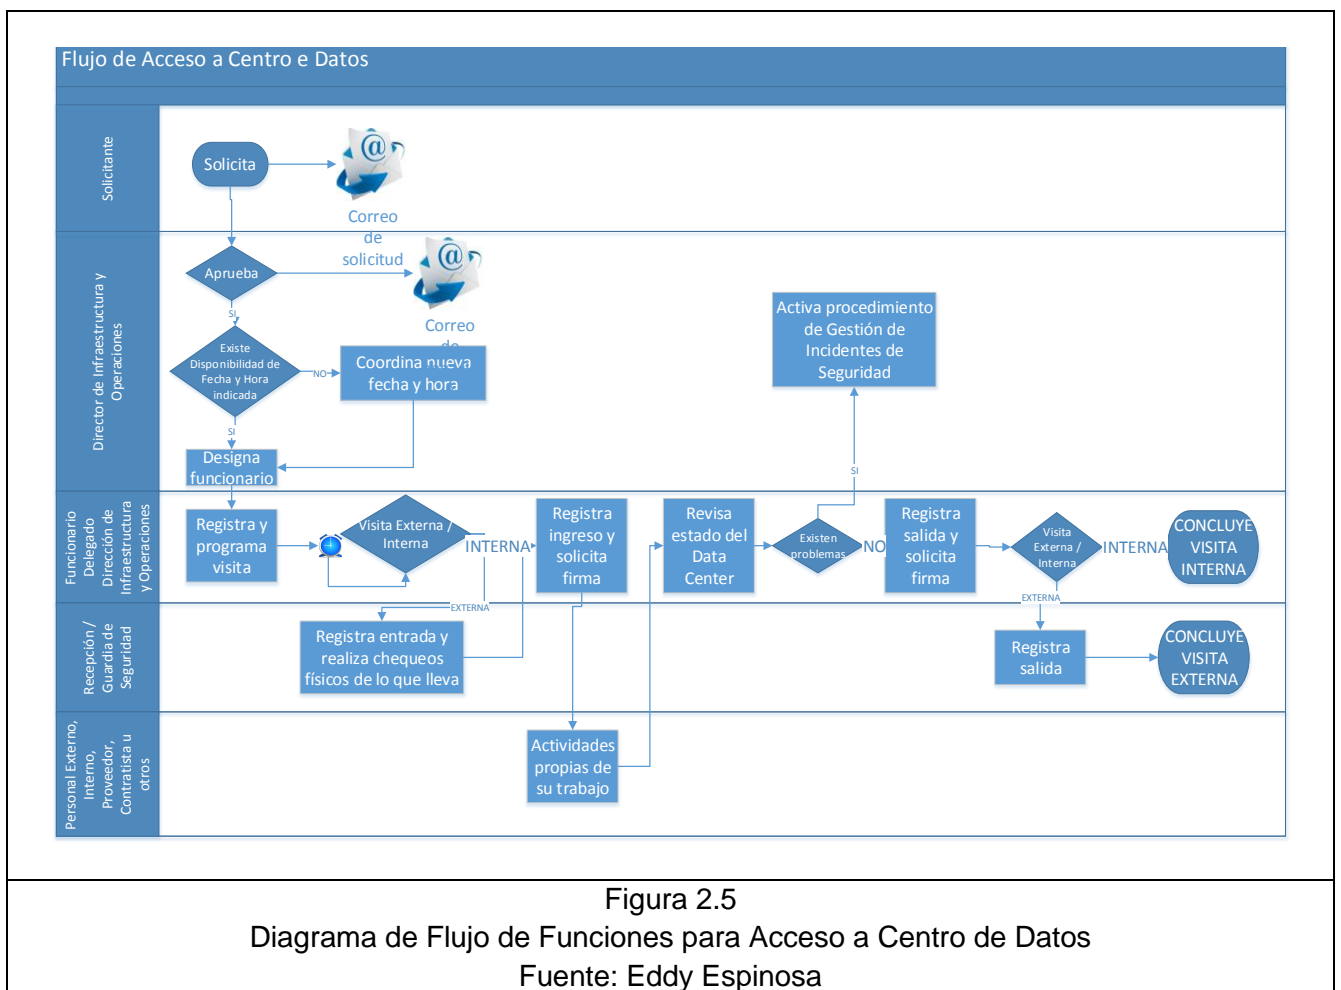 Flujo de Acceso a Centro e Datos
Solicitante
Solicita
Correo
de
solicitud
Director de Infraestructura y
Operaciones
Aprueba
SI
Correo
de
Existe
Disponibilidad de
Fecha y Hora
indicada
NO
Coordina nueva
fecha y hora
SI
Designa
funcionario
Activa procedimiento
de Gestión de
Incidentes de
Seguridad
SI
Funcionario
Delegado
Dirección de
Infraestructura
y Operaciones
Registra y
programa
visita
Visita Externa /
Interna
INTERNA
EXTERNA
Registra
ingreso y
solicita
firma
Revisa
estado del
Data
Center
Existen
problemas
NO
Registra
salida y
solicita
firma
Visita
Externa /
Interna
INTERNA
EXTERNA
CONCLUYE
VISITA
INTERNA
Recepción /
Guardia de
Seguridad
Registra entrada y
realiza chequeos
físicos de lo que lleva
Registra
salida
CONCLUYE
VISITA
EXTERNA
Personal Externo,
Interno,
Proveedor,
Contratista u
otros
Actividades
propias de
su trabajo
Figura 2.5
Diagrama de Flujo de Funciones para Acceso a Centro de Datos
Fuente: Eddy Espinosa